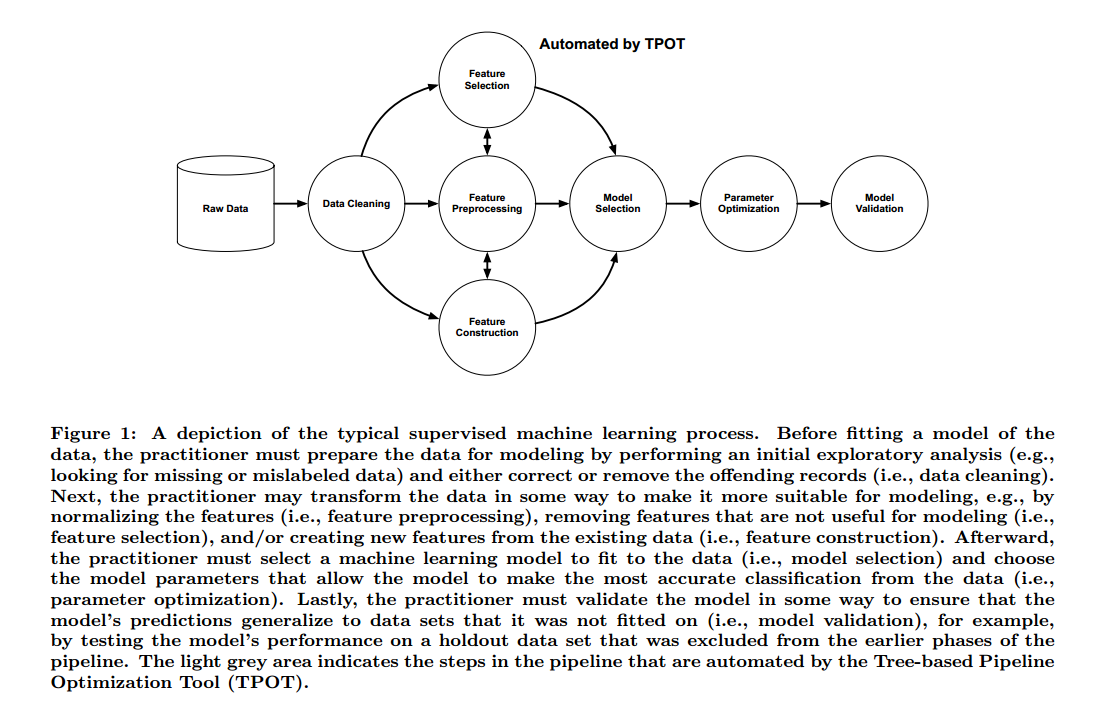 Automated by TPOT
Feature
Selection
Raw Data
Data Cleaning
Feature
Preprocessing
Model
Selection
Parameter
Optimization
Model
Validation
Feature
Construction
Figure 1: A depiction of the typical supervised machine learning process. Before fitting a model of the
data, the practitioner must prepare the data for modeling by performing an initial exploratory analysis (e.g.,
looking for missing or mislabeled data) and either correct or remove the offending records (i.e., data cleaning).
Next, the practitioner may transform the data in some way to make it more suitable for modeling, e.g., by
normalizing the features (i.e., feature preprocessing), removing features that are not useful for modeling (i.e.,
feature selection), and/or creating new features from the existing data (i.e., feature construction). Afterward,
the practitioner must select a machine learning model to fit to the data (i.e., model selection) and choose
the model parameters that allow the model to make the most accurate classification from the data (i.e.,
parameter optimization). Lastly, the practitioner must validate the model in some way to ensure that the
model's predictions generalize to data sets that it was not fitted on (i.e., model validation), for example,
by testing the model's performance on a holdout data set that was excluded from the earlier phases of the
pipeline. The light grey area indicates the steps in the pipeline that are automated by the Tree-based Pipeline
Optimization Tool (TPOT).